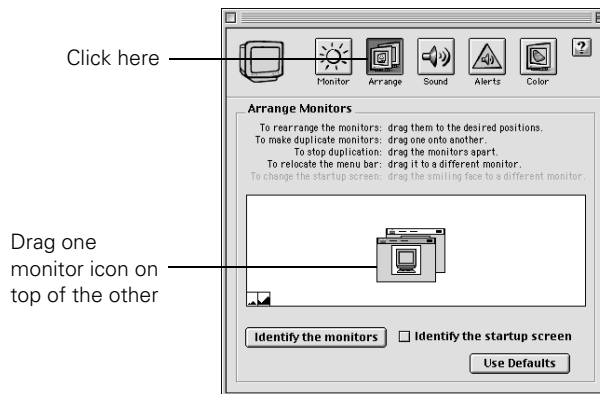 Click here
Monitor Arrange Sound Alerts Color
?
Arrange Monitors
To rearrange the monitors: drag them to the desired positions.
To make duplicate monitors: drag one onto another.
To stop duplication: drag the monitors apart.
To relocate the menu bar: drag it to a different monitor.
To change the startup screen: drag the smiling face to a different monitor.
Drag one
monitor icon on
top of the other
Identify the monitors
Identify the startup screen
Use Defaults